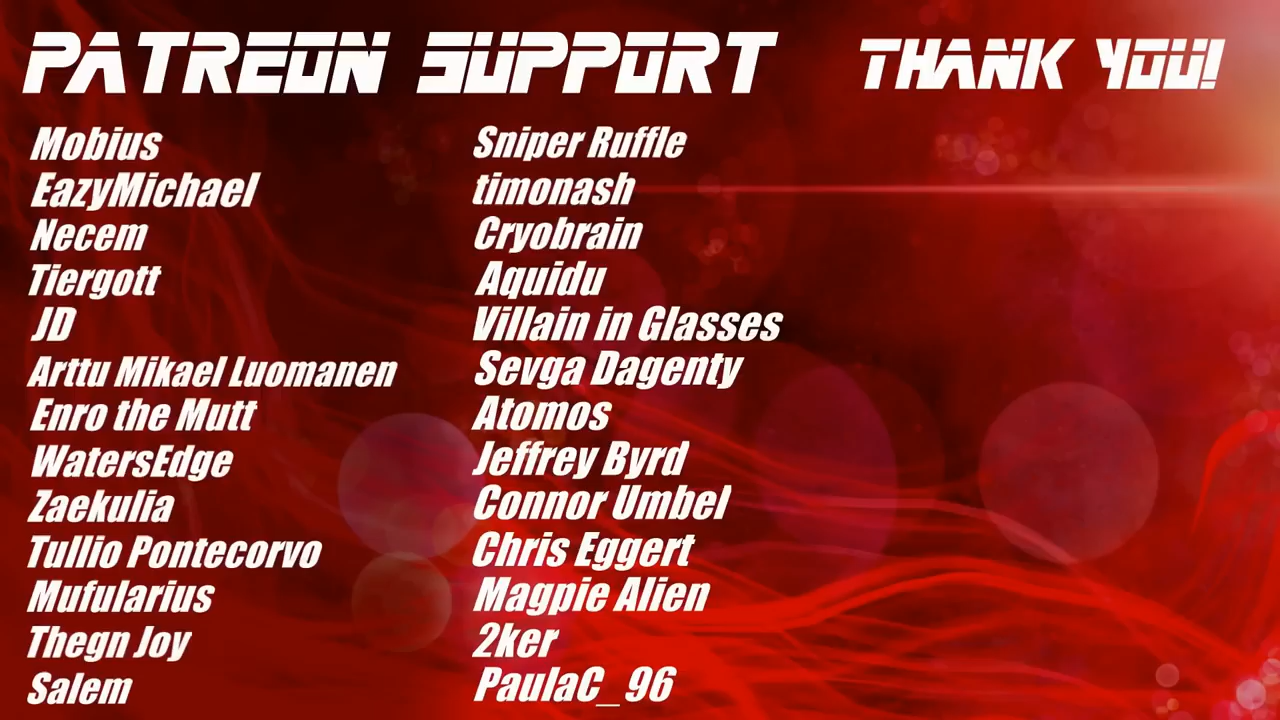 PATREON SUPPORT
THANK YOU!
Mobius
EazyMichael
Necem
Tiergott
JD
Arttu Mikael Luomanen
Enro the Mutt
WatersEdge
Zaekulia
Tullio Pontecorvo
Mufularius
Thegn Joy
Salem
Sniper Ruffle
timonash
Cryobrain
Aquidu
Villain in Glasses
Sevga Dagenty
Atomos
Jeffrey Byrd
Connor Umbel
Chris Eggert
Magpie Alien
2ker
PaulaC_96